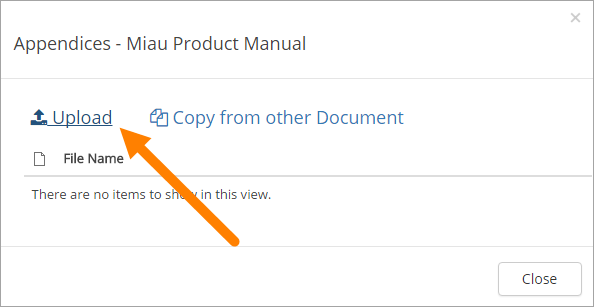 Appendices - Miau Product Manual
Upload Copy from other Document
File Name
There are no items to show in this view.
Close